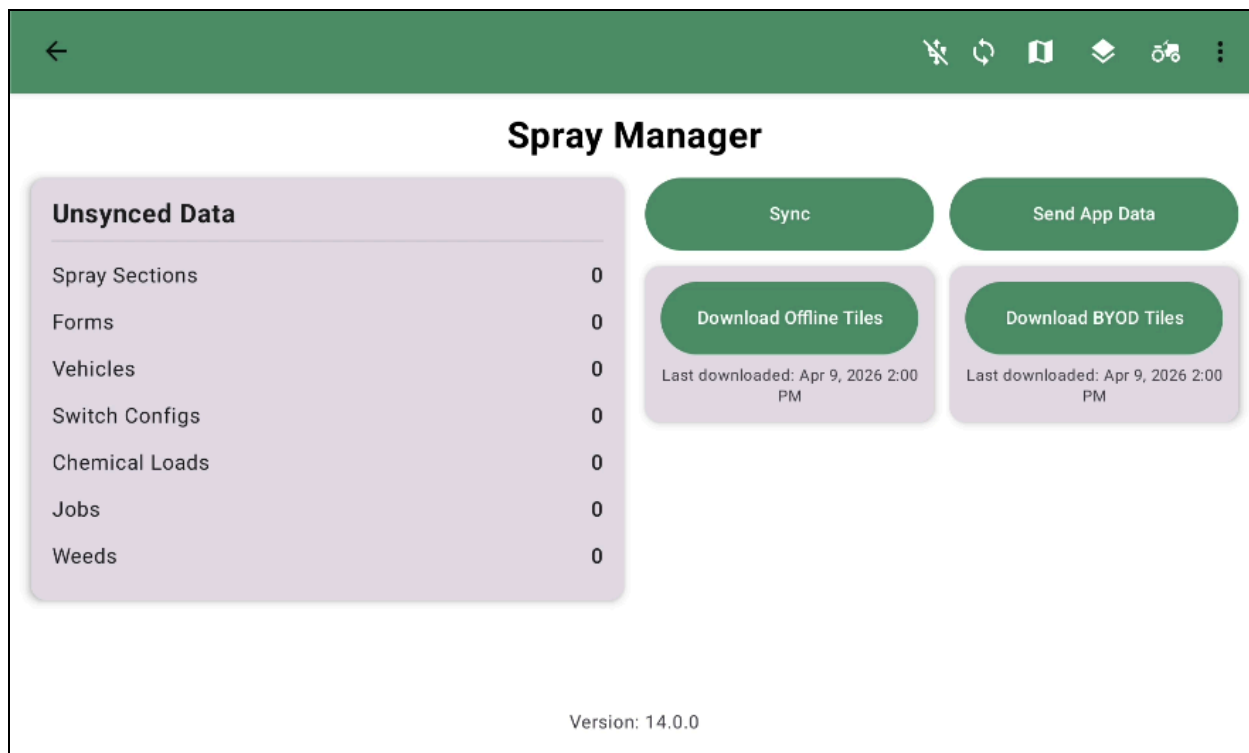 Spray Manager
Unsynced Data
Spray Sections 0
Forms 0
Vehicles 0
Switch Configs 0
Chemical Loads 0
Jobs 0
Weeds 0
Sync
Send App Data
Download Offline Tiles
Last downloaded: Apr 9, 2026 2:00
PM
Download BYOD Tiles
Last downloaded: Apr 9, 2026 2:00
PM
Version: 14.0.0